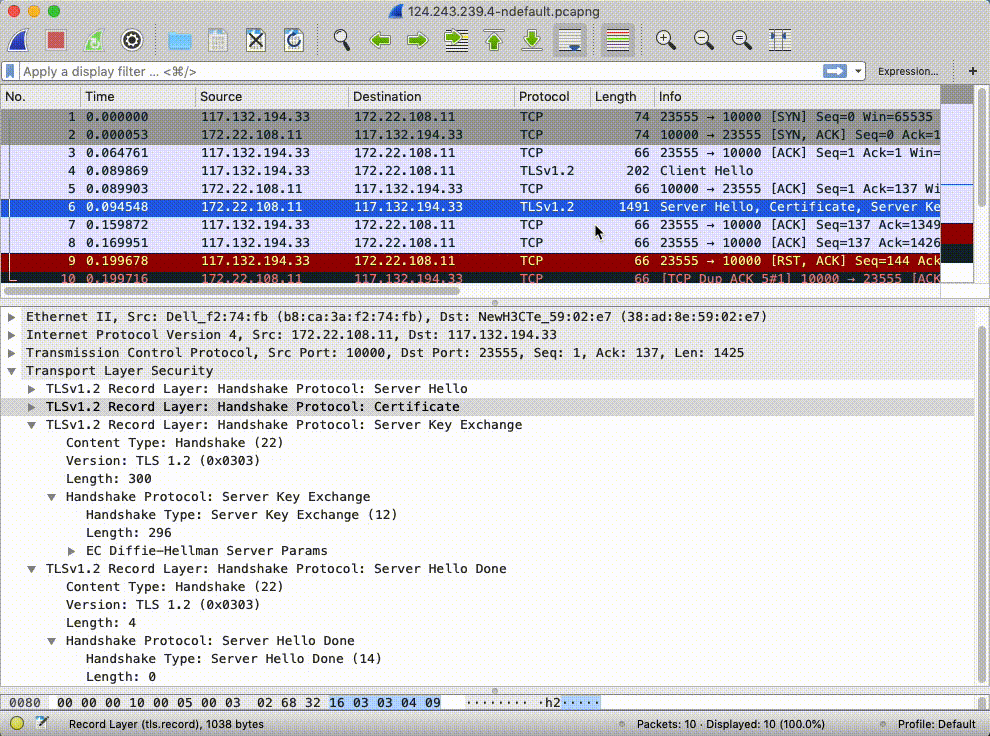 124.243.239.4-ndefault.pcapng
Apply a display filter ... <⌘/>
Expression...
+
No. Time Source Destination Protocol Length Info
1 0.000000 117.132.194.33 172.22.108.11 TCP 74 23555 → 10000 [SYN] Seq=0 Win=65535
2 0.000053 172.22.108.11 117.132.194.33 TCP 74 10000 → 23555 [SYN, ACK] Seq=0 Ack=1
3 0.064761 117.132.194.33 172.22.108.11 TCP 66 23555 → 10000 [ACK] Seq=1 Ack=1 Win=
4 0.089869 117.132.194.33 172.22.108.11 TLSv1.2 202 Client Hello
5 0.089903 172.22.108.11 117.132.194.33 TCP 66 10000 → 23555 [ACK] Seq=1 Ack=137 Wi
6 0.094548 172.22.108.11 117.132.194.33 TLSv1.2 1491 Server Hello, Certificate, Server Ke
7 0.159872 117.132.194.33 172.22.108.11 TCP 66 23555 → 10000 [ACK] Seq=137 Ack=1349
8 0.169951 117.132.194.33 172.22.108.11 TCP 66 23555 → 10000 [ACK] Seq=137 Ack=1426
9 0.199678 117.132.194.33 172.22.108.11 TCP 66 23555 → 10000 [RST, ACK] Seq=144 Ack
10 0.199716 172.22.108.11 117.132.194.33 TCP 66 [TCP Dup ACK 5#1] 10000 → 23555 [ACK
Ethernet II, Src: Dell_f2:74:fb (b8:ca:3a:f2:74:fb), Dst: NewH3CTe_59:02:e7 (38:ad:8e:59:02:e7)
Internet Protocol Version 4, Src: 172.22.108.11, Dst: 117.132.194.33
Transmission Control Protocol, Src Port: 10000, Dst Port: 23555, Seq: 1, Ack: 137, Len: 1425
Transport Layer Security
TLSv1.2 Record Layer: Handshake Protocol: Server Hello
TLSv1.2 Record Layer: Handshake Protocol: Certificate
TLSv1.2 Record Layer: Handshake Protocol: Server Key Exchange
Content Type: Handshake (22)
Version: TLS 1.2 (0x0303)
Length: 300
Handshake Protocol: Server Key Exchange
Handshake Type: Server Key Exchange (12)
Length: 296
EC Diffie-Hellman Server Params
TLSv1.2 Record Layer: Handshake Protocol: Server Hello Done
Content Type: Handshake (22)
Version: TLS 1.2 (0x0303)
Length: 4
Handshake Protocol: Server Hello Done
Handshake Type: Server Hello Done (14)
Length: 0
0080 00 00 00 10 00 05 00 03 02 68 32 16 03 03 04 09 ········ ·h2·····
Record Layer (tls.record), 1038 bytes
Packets: 10 · Displayed: 10 (100.0%)
Profile: Default